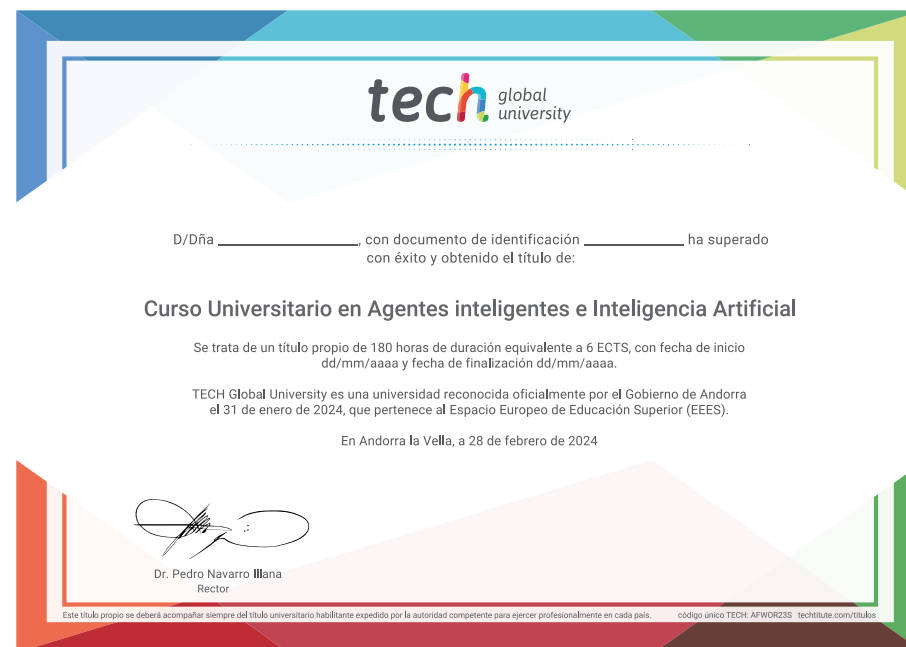 tech global university
D/Dña ______________, con documento de identificación __________ ha superado
con éxito y obtenido el título de:
Curso Universitario en Agentes inteligentes e Inteligencia Artificial
Se trata de un título propio de 180 horas de duración equivalente a 6 ECTS, con fecha de inicio
dd/mm/aaaa y fecha de finalización dd/mm/aaaa.
TECH Global University es una universidad reconocida oficialmente por el Gobierno de Andorra
el 31 de enero de 2024, que pertenece al Espacio Europeo de Educación Superior (EEES).
En Andorra la Vella, a 28 de febrero de 2024
Dr. Pedro Navarro Illana
Rector
Este título propio se deberá acompañar siempre del título universitario habilitante expedido por la autoridad competente para ejercer profesionalmente en cada país. código único TECH: AFWOR23S techtitute.com/titulos